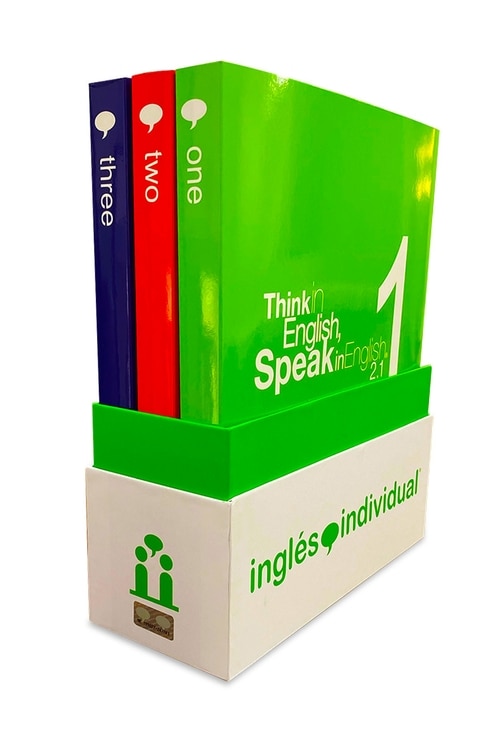 three
two
one
Think in
English,
Speak in English
2.1
1
inglés individual